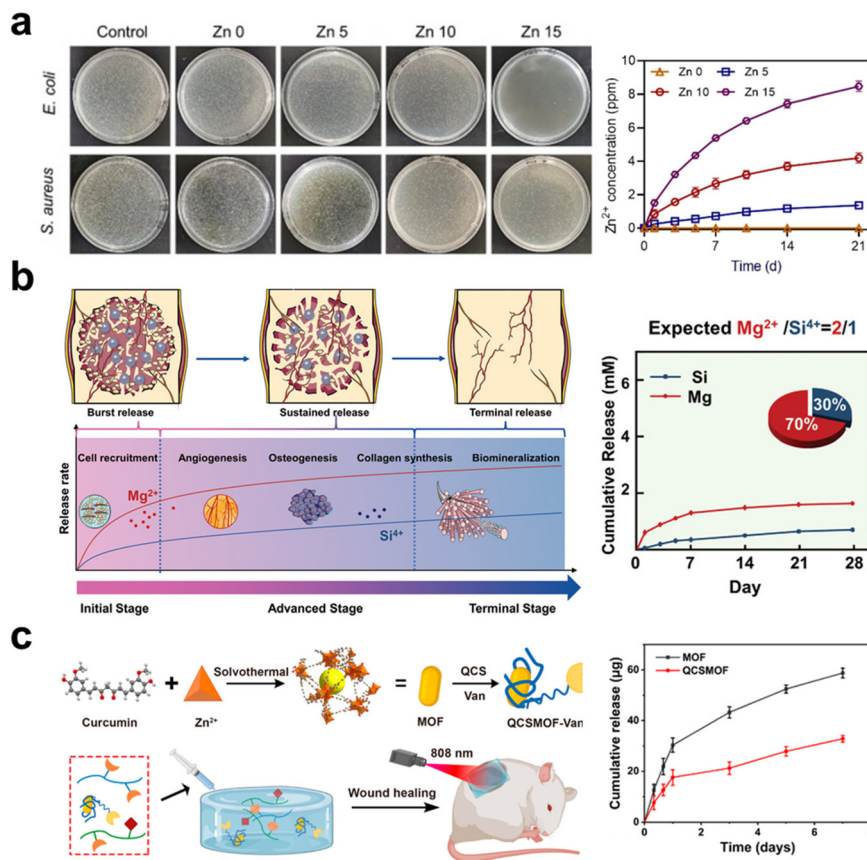 a
Control Zn 0 Zn 5 Zn 10 Zn 15
E. coli
S. aureus
Zn 0 Zn 5
Zn 10 Zn 15
Zn²⁺ concentration (ppm)
10
8
6
4
2
0
0 7 14 21
Time (d)
b
Burst release Sustained release Terminal release
Release rate
Cell recruitment Angiogenesis Osteogenesis Collagen synthesis Biomineralization
Mg²⁺
Si⁴⁺
Initial Stage Advanced Stage Terminal Stage
Expected Mg²⁺ /Si⁴⁺=2/1
Cumulative Release (mM)
6
4
2
0 7 14 21 28
Day
Si
Mg
30%
70%
c
Curcumin
+
Zn²⁺
Solvothermal
=
MOF
QCS
Van
QCSMOF-Van
808 nm
Wound healing
Cumulative release (μg)
MOF
QCSMOF
80
60
40
20
0
0 2 4 6
Time (days)